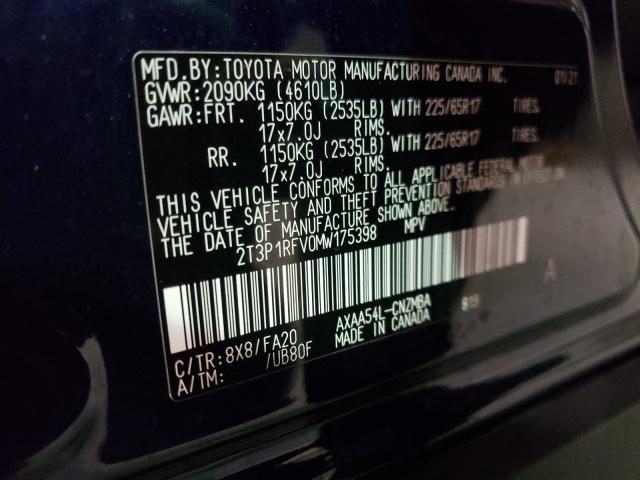 MFD.BY:TOYOTA MOTOR MANUFACTURING CANADA INC. 01/21
GVWR:2090KG (4610LB)
GAWR:FRT. 1150KG (2535LB) WITH 225/65R17 TIRES,
17x7.0J RIMS,
RR. 1150KG (2535LB) WITH 225/65R17 TIRES,
17x7.0J RIMS.
THIS VEHICLE CONFORMS TO ALL APPLICABLE FEDERAL MOTOR
VEHICLE SAFETY AND THEFT PREVENTION STANDARDS IN EFFECT ON
THE DATE OF MANUFACTURE SHOWN ABOVE.
2T3P1RFV0MW175398 MPV
A
C/TR:8X8/FA20 AXAA54L-CNZMBA 819
A/TM: /UB80F MADE IN CANADA